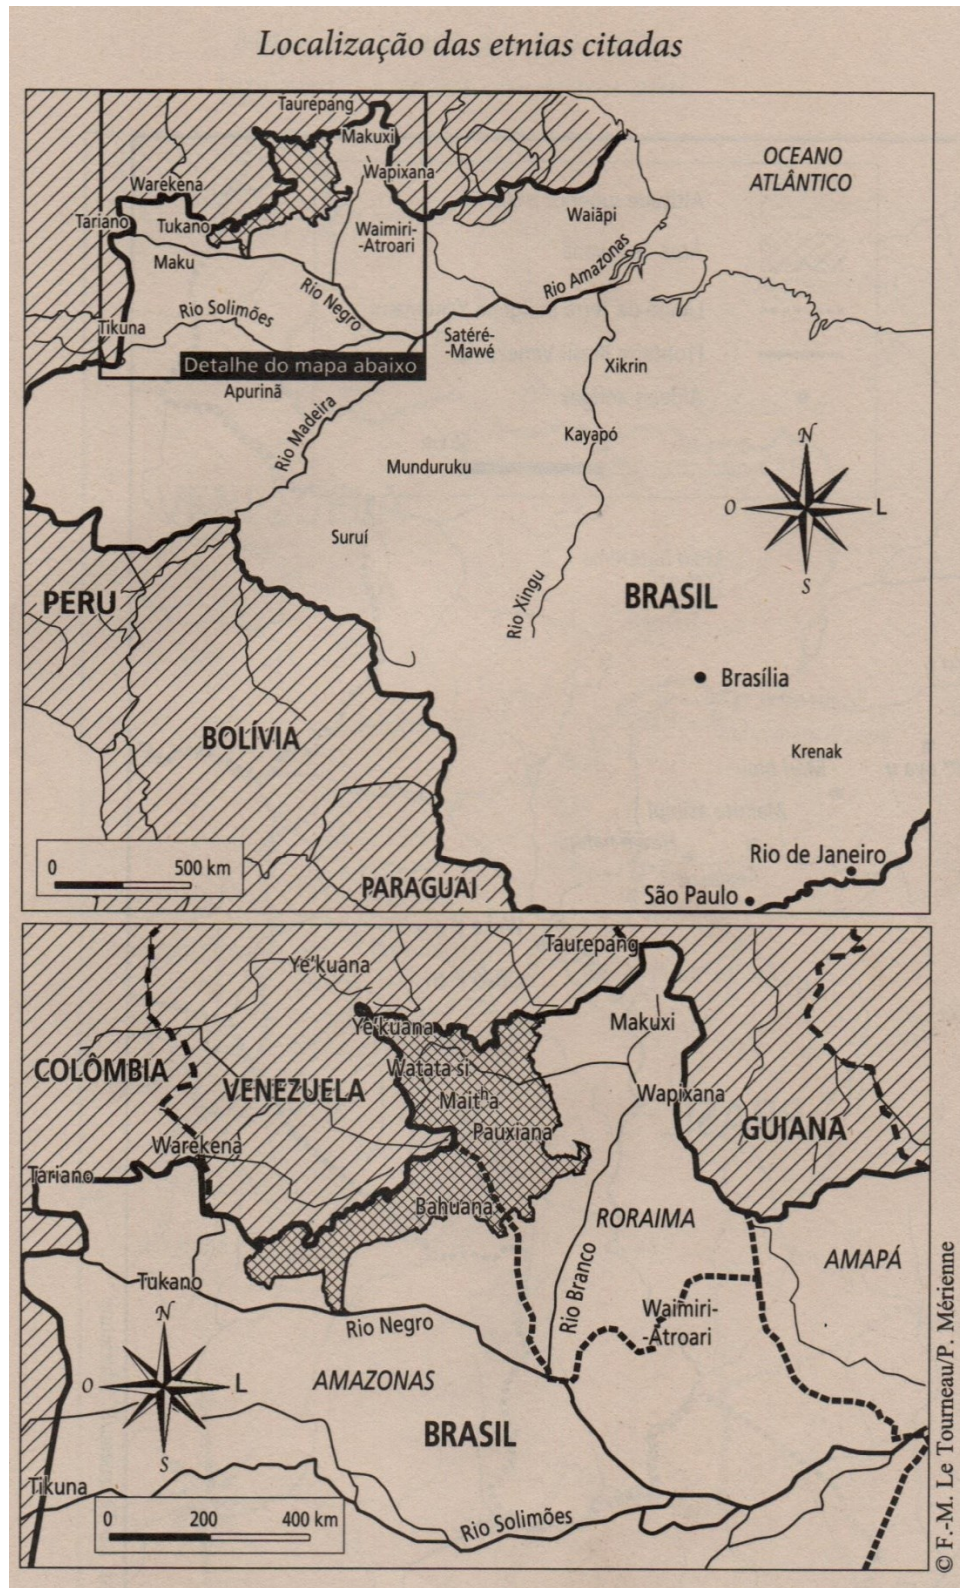 Localização das etnias citadas
Taurepang
Makuxi
Wapixana
OCEANO
ATLÂNTICO
Warekena
Tariano
Tukano
Waimiri-
-Atroari
Waiãpi
Maku
Rio Negro
Rio Amazonas
Rio Solimões
Tikuna
Satéré-
-Mawé
Detalhe do mapa abaixo
Xikrin
Apurinã
Rio Madeira
Kayapó
Munduruku
N
O
L
S
Suruí
PERU
Rio Xingu
BRASIL
Brasília
BOLÍVIA
Krenak
0 500 km
Rio de Janeiro
PARAGUAI
São Paulo
Taurepang
Ye'kuana
Ye'kuana
Makuxi
COLÔMBIA
VENEZUELA
Watata si
Maitʰa
Wapixana
Pauxiana
GUIANA
Warekena
Tariano
Bahuana
RORAIMA
AMAPÁ
Tukano
Rio Branco
Waimiri-
-Atroari
N
O
L
S
Rio Negro
AMAZONAS
BRASIL
Tikuna
0 200 400 km
Rio Solimões
© F.-M. Le Tourneau/P. Mérienne